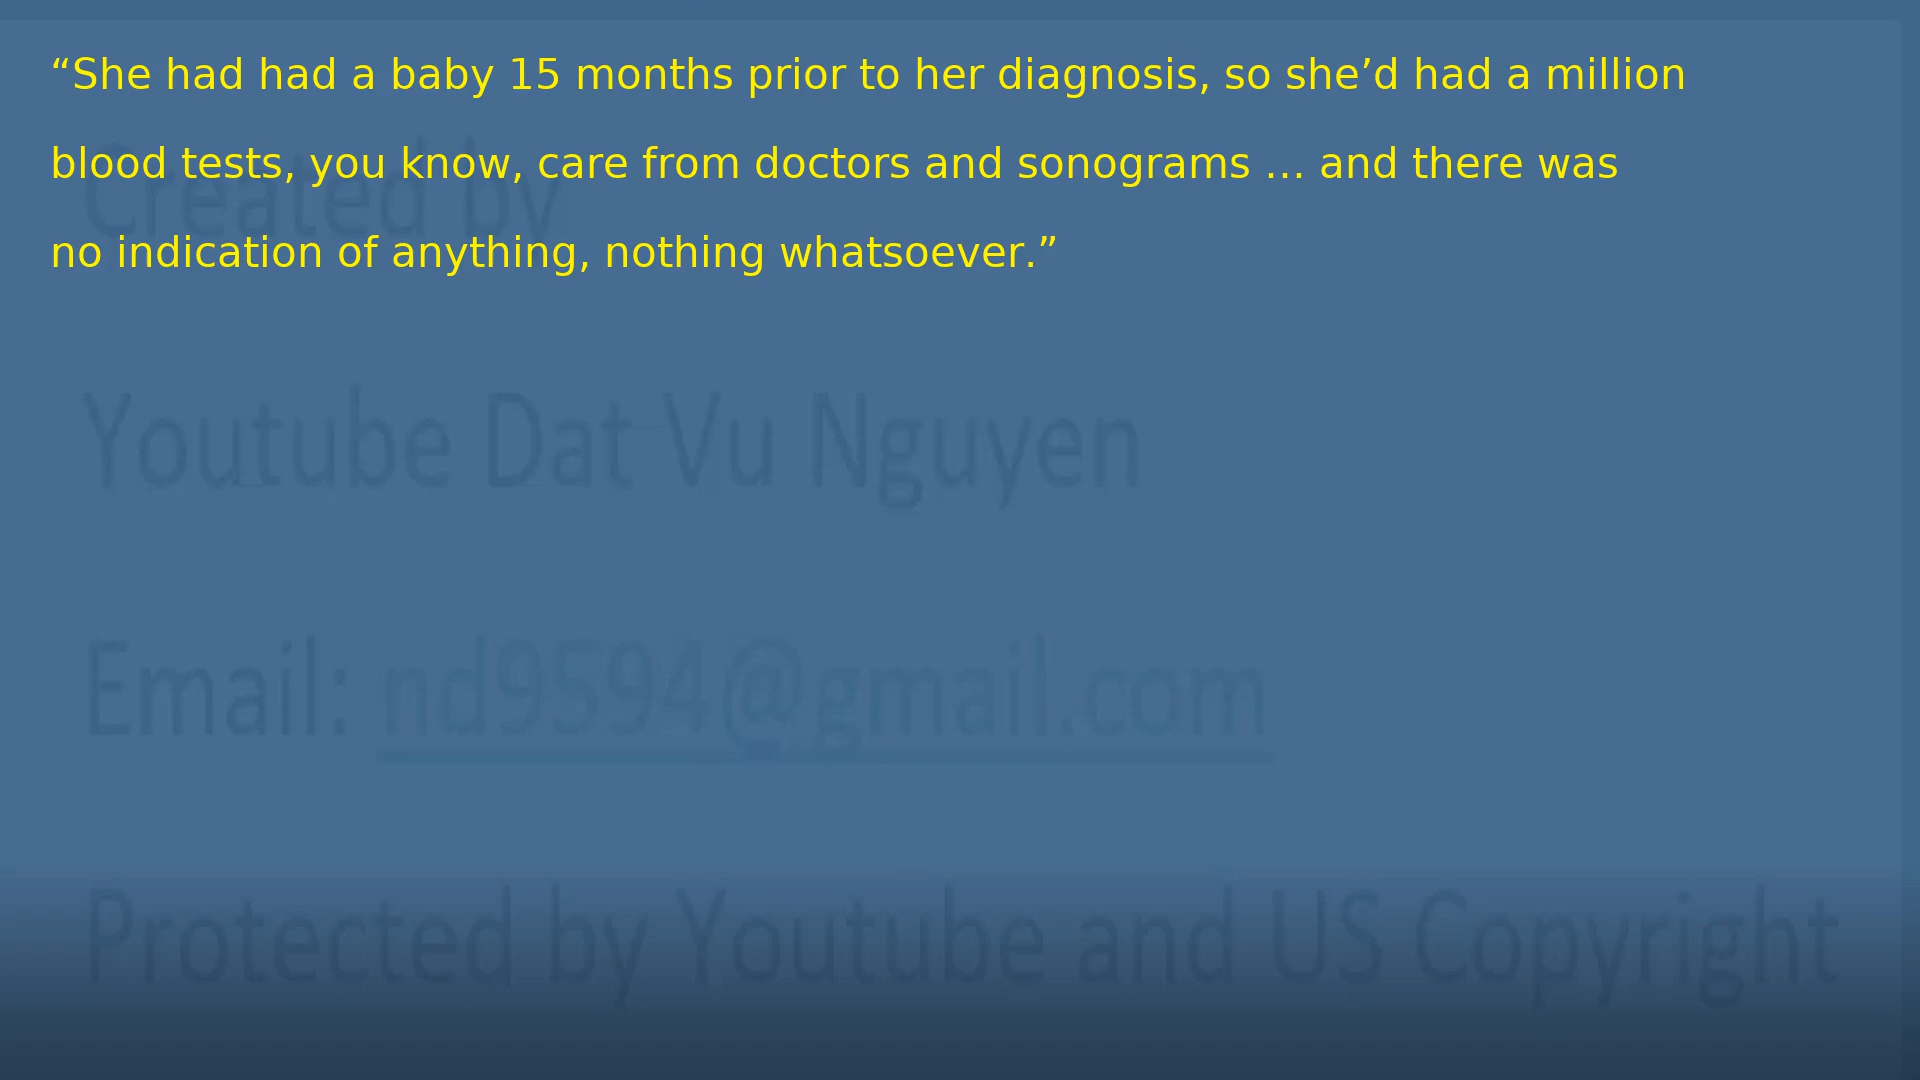 “She had had a baby 15 months prior to her diagnosis, so she’d had a million
blood tests, you know, care from doctors and sonograms … and there was
no indication of anything, nothing whatsoever.”
Created by
Youtube Dat Vu Nguyen
Email: nd9594@gmail.com
Protected by Youtube and US Copyright